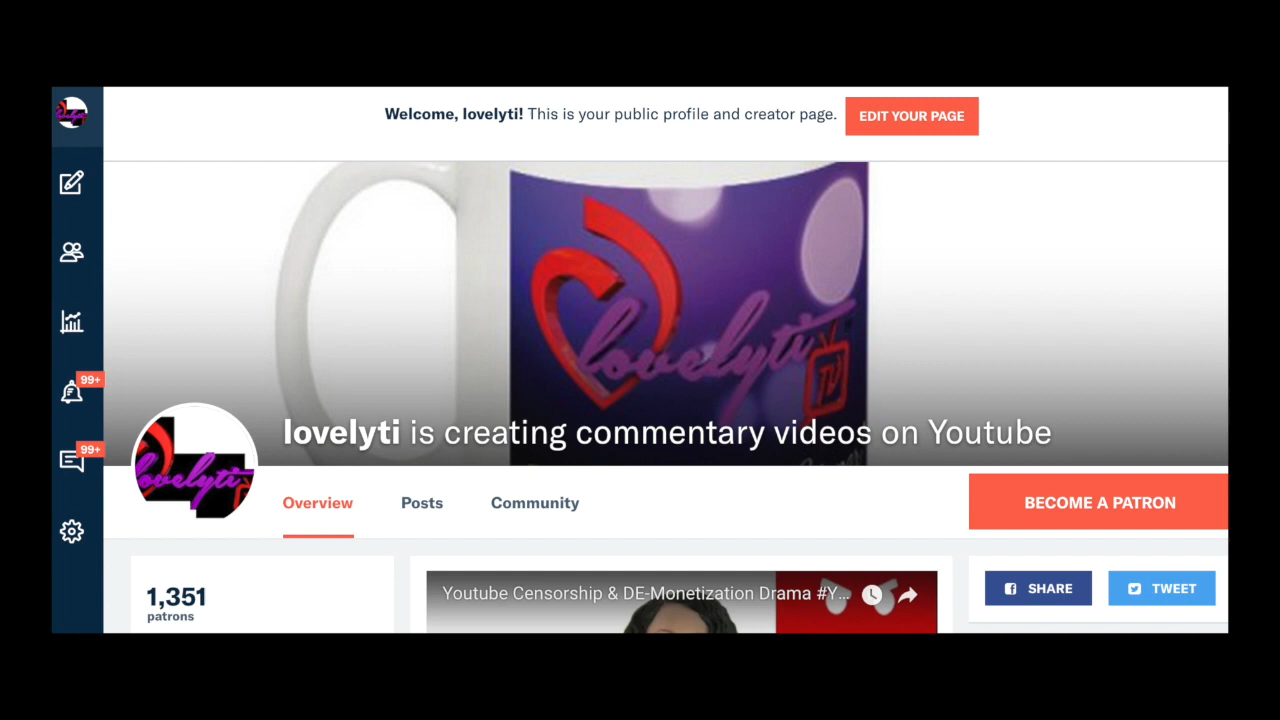 Welcome, lovelyti! This is your public profile and creator page.
EDIT YOUR PAGE
lovelyti
TV
99+
99+
lovelyti is creating commentary videos on Youtube
lovelyti
Overview
Posts
Community
BECOME A PATRON
1,351
patrons
Youtube Censorship & DE-Monetization Drama #Y...
SHARE
TWEET